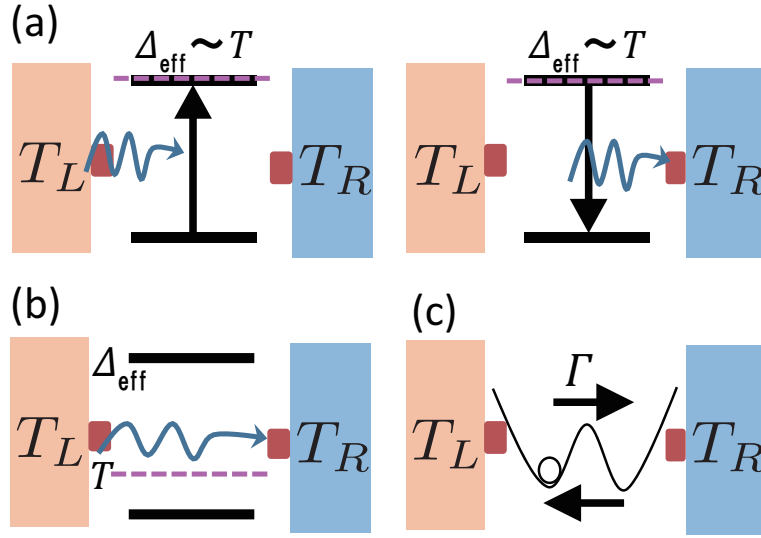 (a)
Δeff ~ T
Δeff ~ T
TL
TR
TL
TR
(b)
(c)
Δeff
Γ
TL
TR
TL
TR
T